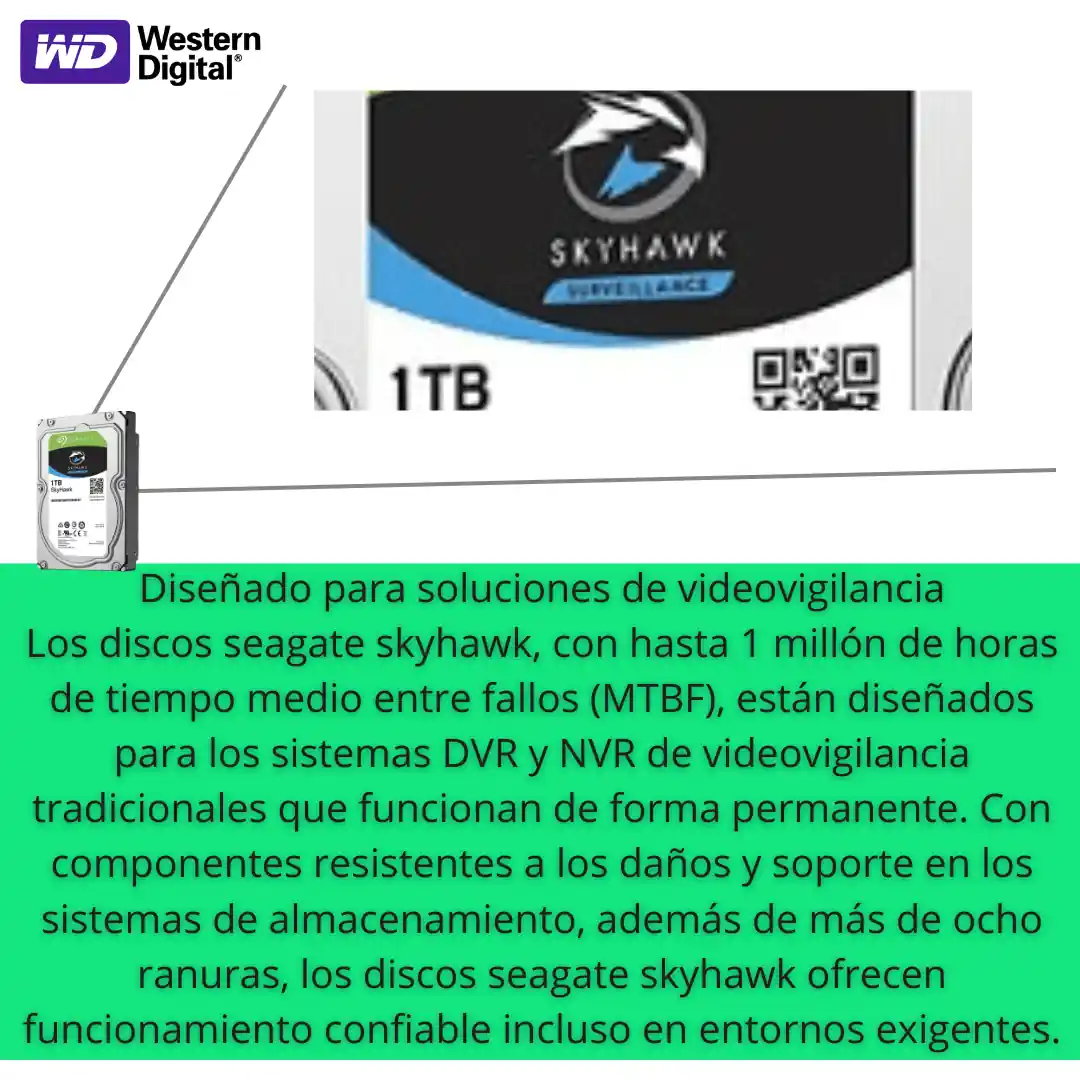 WD Western
Digital®
SKYHAWK
SURVEILLANCE
1TB
1TB
SkyHawk
Diseñado para soluciones de videovigilancia
Los discos seagate skyhawk, con hasta 1 millón de horas
de tiempo medio entre fallos (MTBF), están diseñados
para los sistemas DVR y NVR de videovigilancia
tradicionales que funcionan de forma permanente. Con
componentes resistentes a los daños y soporte en los
sistemas de almacenamiento, además de más de ocho
ranuras, los discos seagate skyhawk ofrecen
funcionamiento confiable incluso en entornos exigentes.